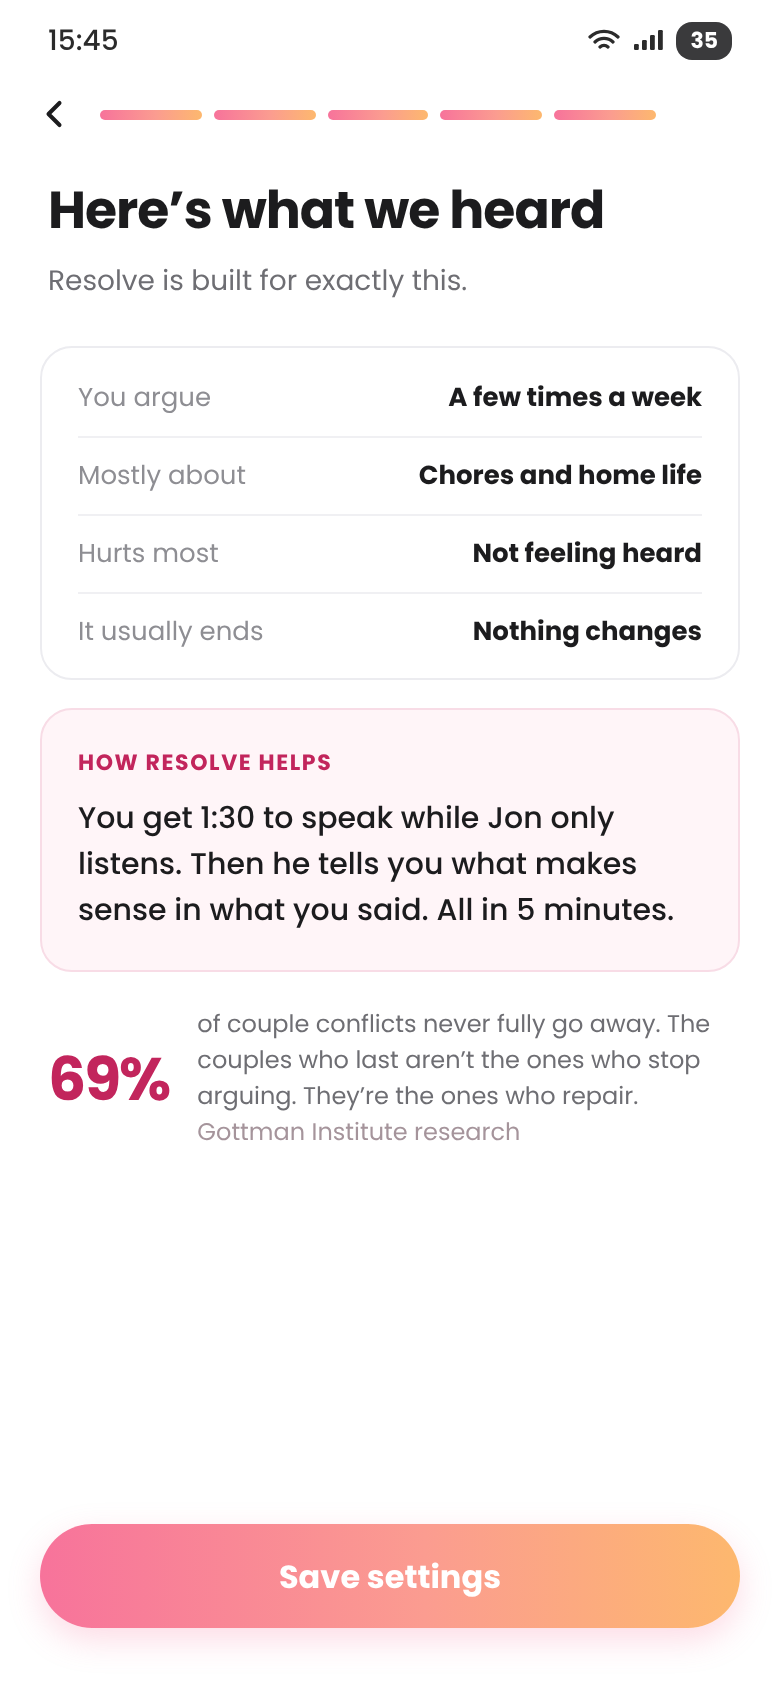 15:45
35
Here’s what we heard
Resolve is built for exactly this.
You argue A few times a week
Mostly about Chores and home life
Hurts most Not feeling heard
It usually ends Nothing changes
HOW RESOLVE HELPS
You get 1:30 to speak while Jon only
listens. Then he tells you what makes
sense in what you said. All in 5 minutes.
69%
of couple conflicts never fully go away. The
couples who last aren’t the ones who stop
arguing. They’re the ones who repair.
Gottman Institute research
Save settings